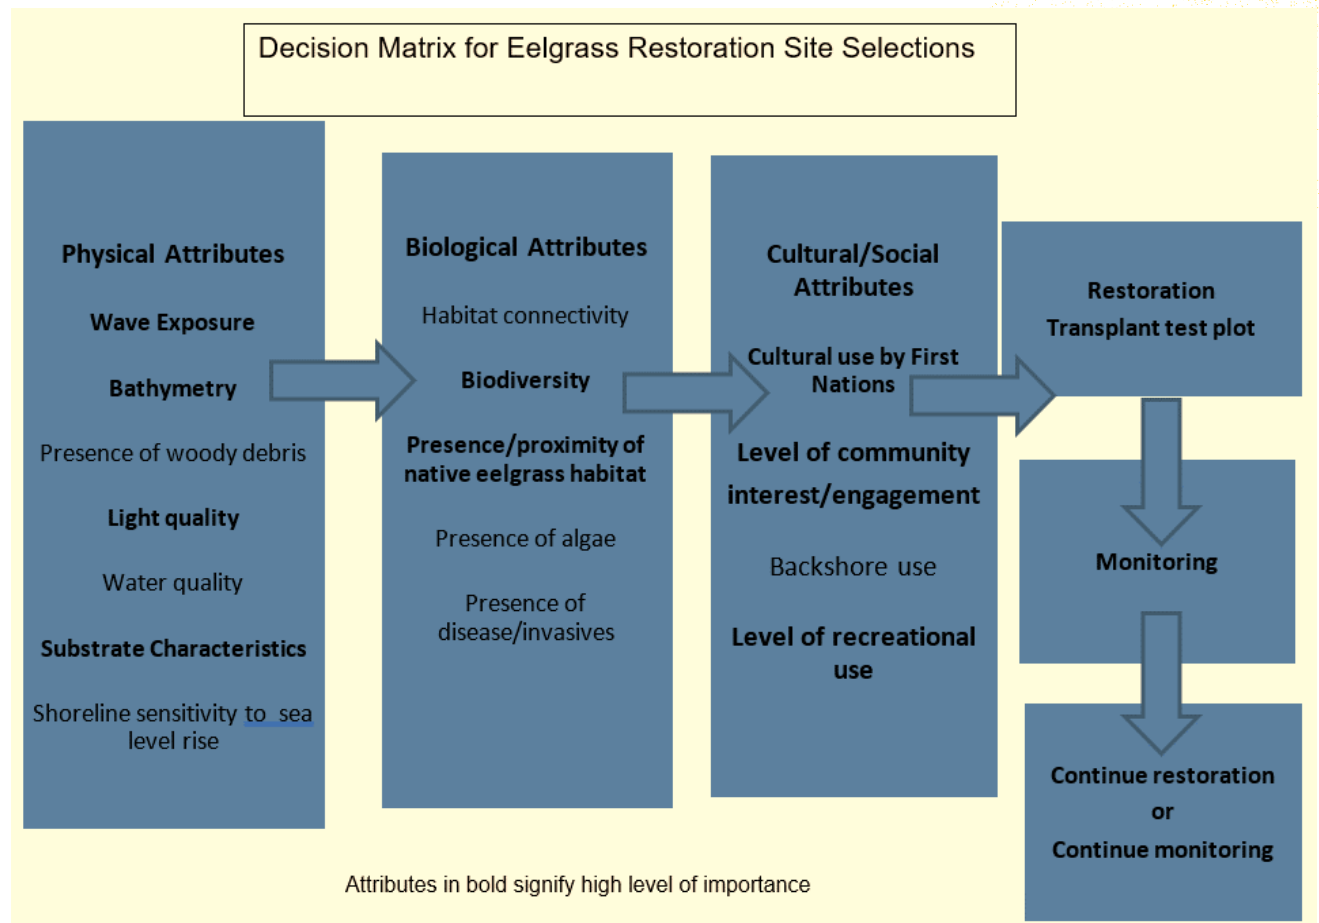 Decision Matrix for Eelgrass Restoration Site Selections
Physical Attributes
Wave Exposure
Bathymetry
Presence of woody debris
Light quality
Water quality
Substrate Characteristics
Shoreline sensitivity to sea
level rise
Biological Attributes
Habitat connectivity
Biodiversity
Presence/proximity of
native eelgrass habitat
Presence of algae
Presence of
disease/invasives
Cultural/Social
Attributes
Cultural use by First
Nations
Level of community
interest/engagement
Backshore use
Level of recreational
use
Restoration
Transplant test plot
Monitoring
Continue restoration
or
Continue monitoring
Attributes in bold signify high level of importance